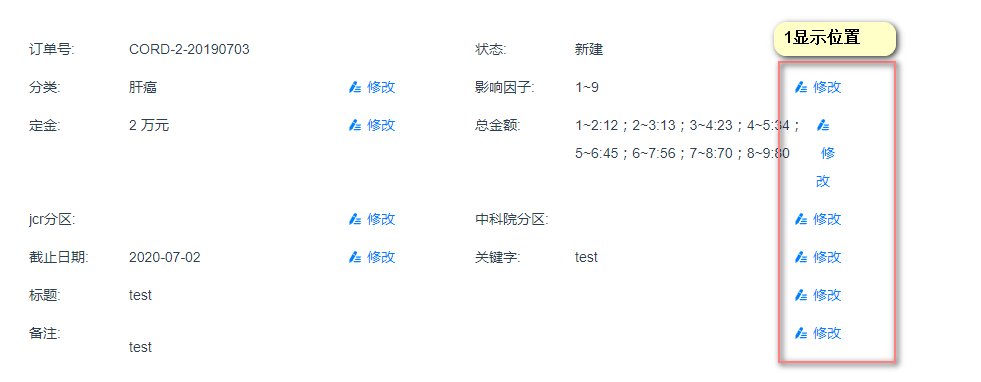 1显示位置
订单号: CORD-2-20190703 状态: 新建
分类: 肝癌 修改 影响因子: 1~9 修改
定金: 2 万元 修改 总金额: 1~2:12；2~3:13；3~4:23；4~5:34；
5~6:45；6~7:56；7~8:70；8~9:80 修
改
jcr分区: 修改 中科院分区: 修改
截止日期: 2020-07-02 修改 关键字: test 修改
标题: test 修改
备注: 修改
test